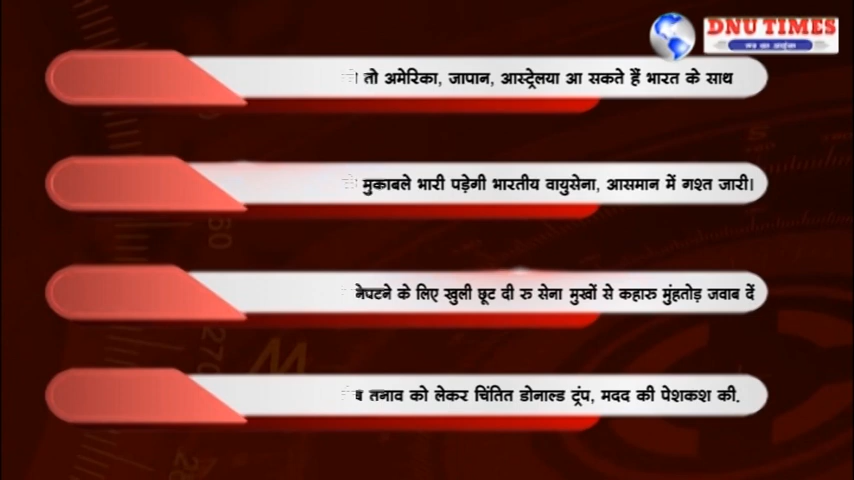 DNU TIMES
तो अमेरिका, जापान, आस्ट्रेलया आ सकते हैं भारत के साथ
मुकाबले भारी पड़ेगी भारतीय वायुसेना, आसमान में गश्त जारी।
के लिए खुली छूट दी रु सेना मुखों से कहारु मुंहतोड़ जवाब दें
तनाव को लेकर चिंतित डोनाल्ड ट्रंप, मदद की पेशकश की.